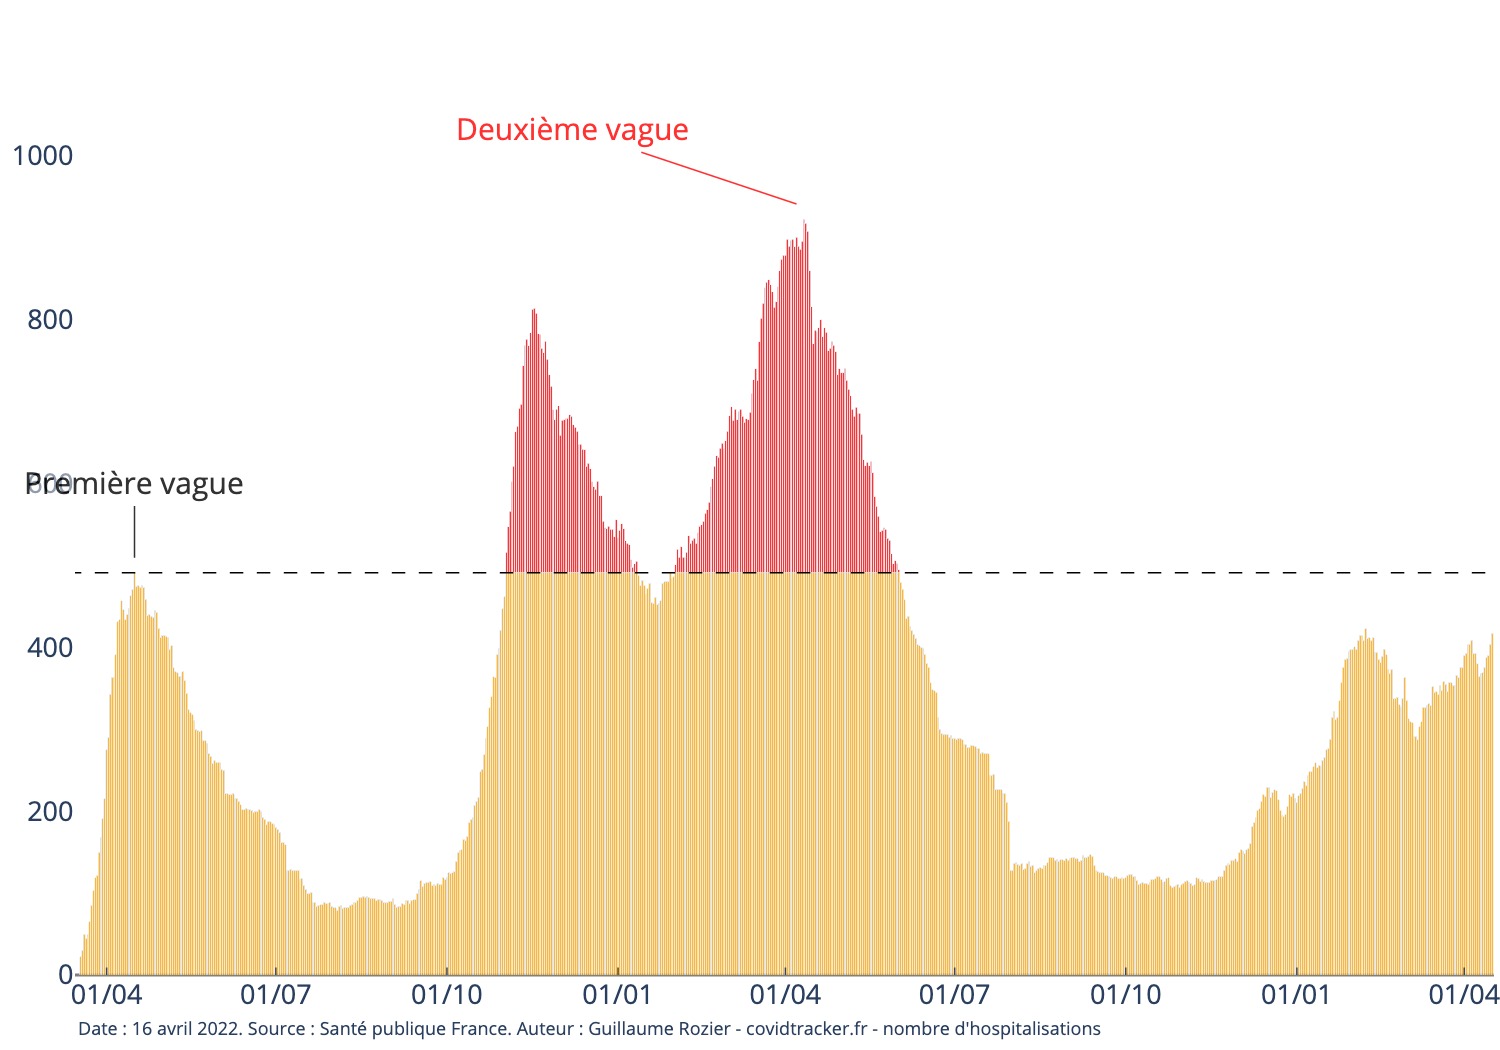 Deuxième vague
1000
800
600
Première vague
400
200
0
01/04 01/07 01/10 01/01 01/04 01/07 01/10 01/01 01/04
Date : 16 avril 2022. Source : Santé publique France. Auteur : Guillaume Rozier - covidtracker.fr - nombre d'hospitalisations